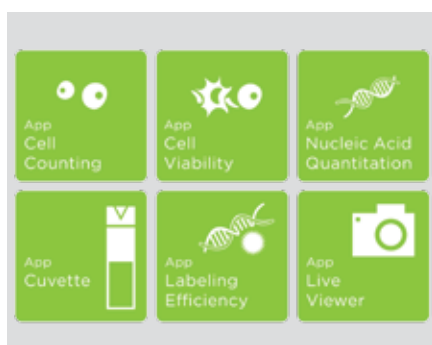 App
Cell
Counting
App
Cell
Viability
App
Nucleic Acid
Quantitation
App
Cuvette
App
Labeling
Efficiency
App
Live
Viewer